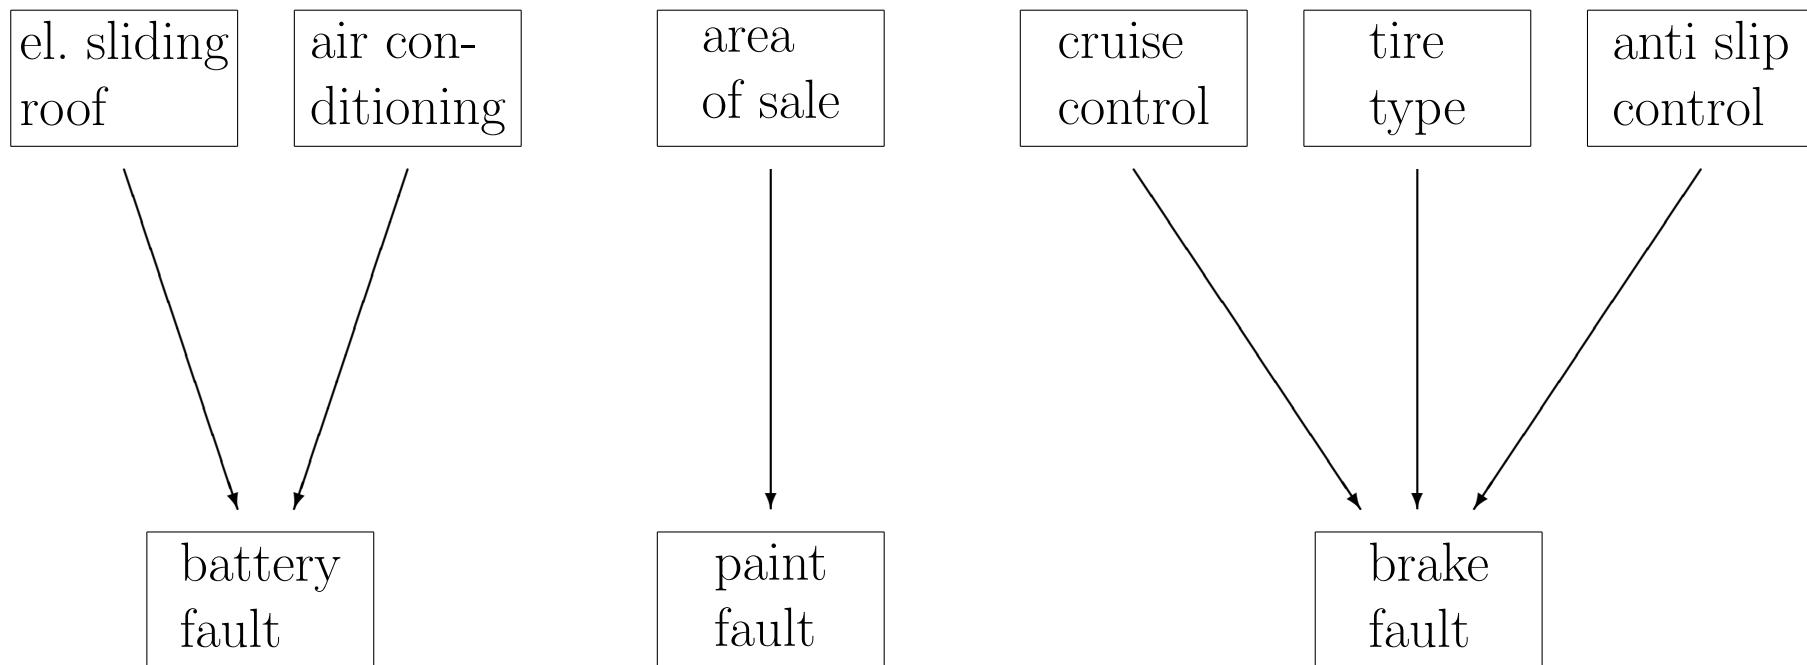 el. sliding
roof
air con-
ditioning
area
of sale
cruise
control
tire
type
anti slip
control
battery
fault
paint
fault
brake
fault